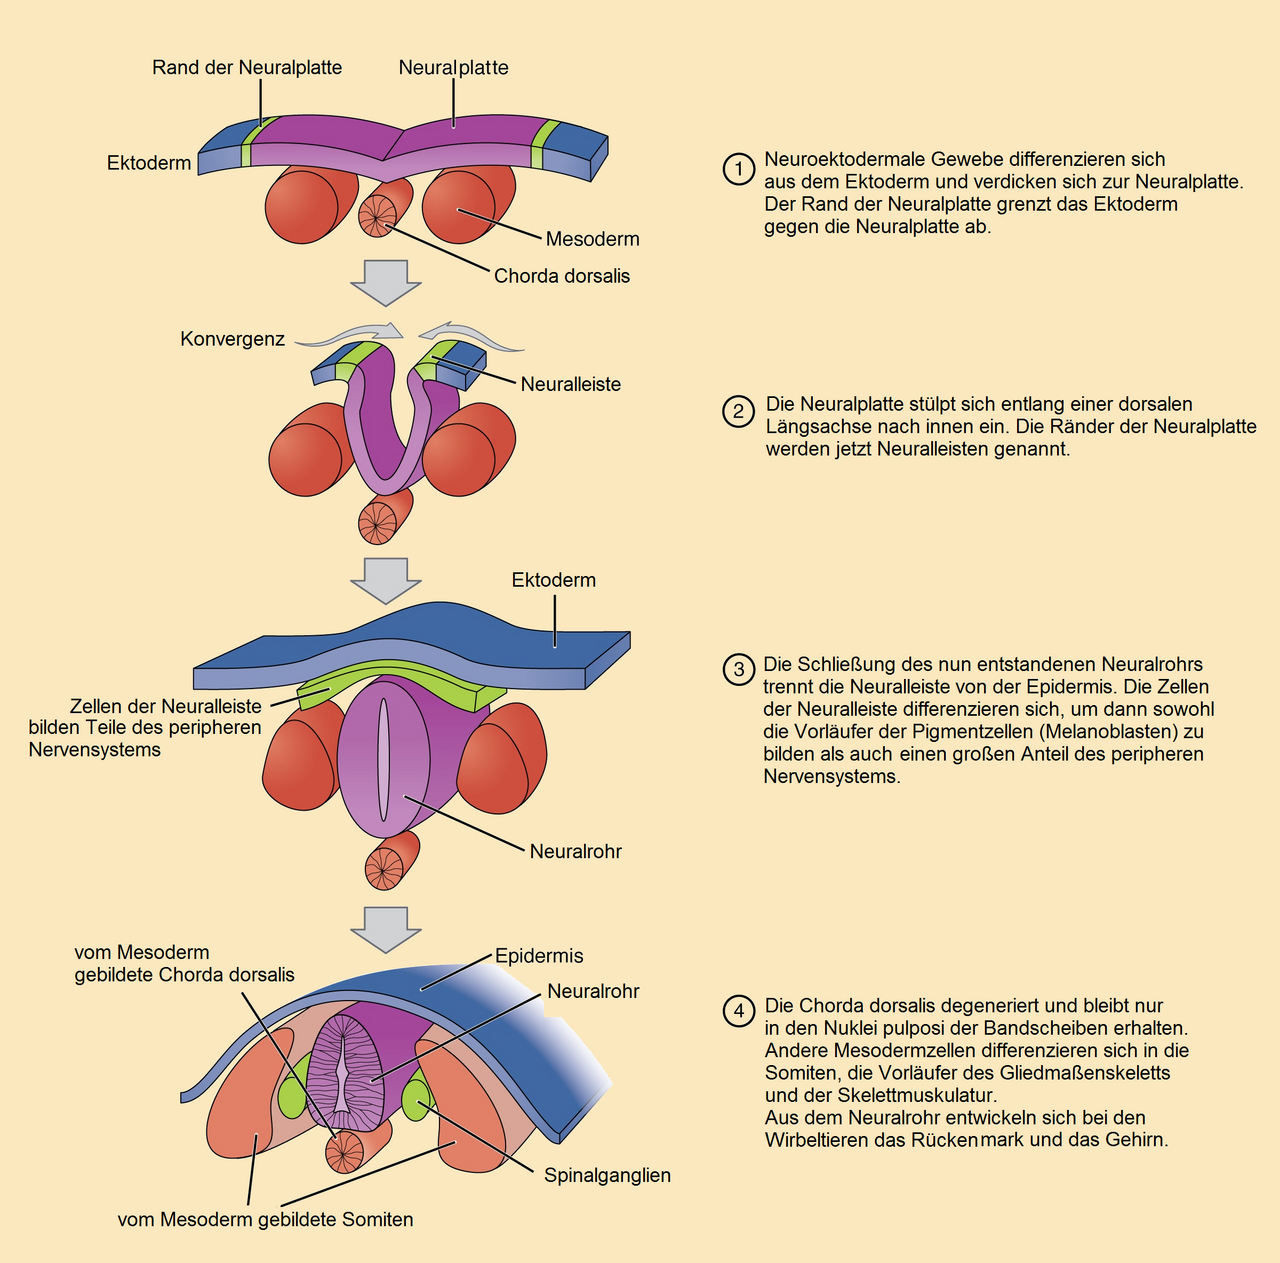 Rand der Neuralplatte
Neuralplatte
Ektoderm
Mesoderm
Chorda dorsalis
1
Neuroektodermale Gewebe differenzieren sich
aus dem Ektoderm und verdicken sich zur Neuralplatte.
Der Rand der Neuralplatte grenzt das Ektoderm
gegen die Neuralplatte ab.
Konvergenz
Neuralleiste
2
Die Neuralplatte stülpt sich entlang einer dorsalen
Längsachse nach innen ein. Die Ränder der Neuralplatte
werden jetzt Neuralleisten genannt.
Ektoderm
Zellen der Neuralleiste
bilden Teile des peripheren
Nervensystems
Neuralrohr
3
Die Schließung des nun entstandenen Neuralrohrs
trennt die Neuralleiste von der Epidermis. Die Zellen
der Neuralleiste differenzieren sich, um dann sowohl
die Vorläufer der Pigmentzellen (Melanoblasten) zu
bilden als auch einen großen Anteil des peripheren
Nervensystems.
vom Mesoderm
gebildete Chorda dorsalis
Epidermis
Neuralrohr
Spinalganglien
vom Mesoderm gebildete Somiten
4
Die Chorda dorsalis degeneriert und bleibt nur
in den Nuklei pulposi der Bandscheiben erhalten.
Andere Mesodermzellen differenzieren sich in die
Somiten, die Vorläufer des Gliedmaßenskeletts
und der Skelettmuskulatur.
Aus dem Neuralrohr entwickeln sich bei den
Wirbeltieren das Rückenmark und das Gehirn.